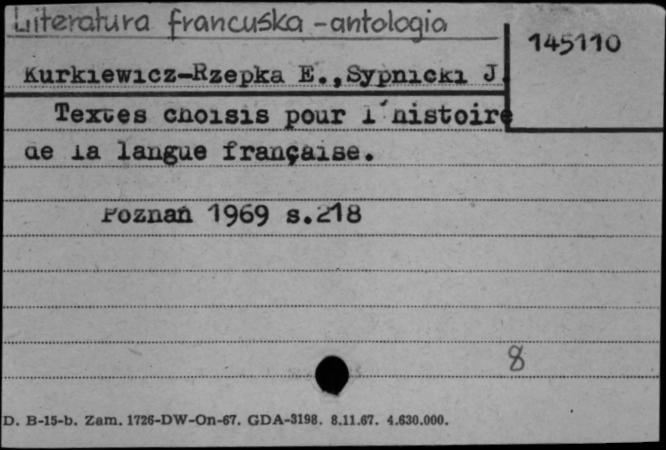 Literatura francuska - antologia
145110
Kurkiewicz-Rzepka E.,Sypnicki J.
Textes choisis pour l'histoire
de la langue française.
Poznań 1969 s.218
8
D. B-15-b. Zam. 1726-DW-On-67. GDA-3198. 8.11.67. 4.630.000.